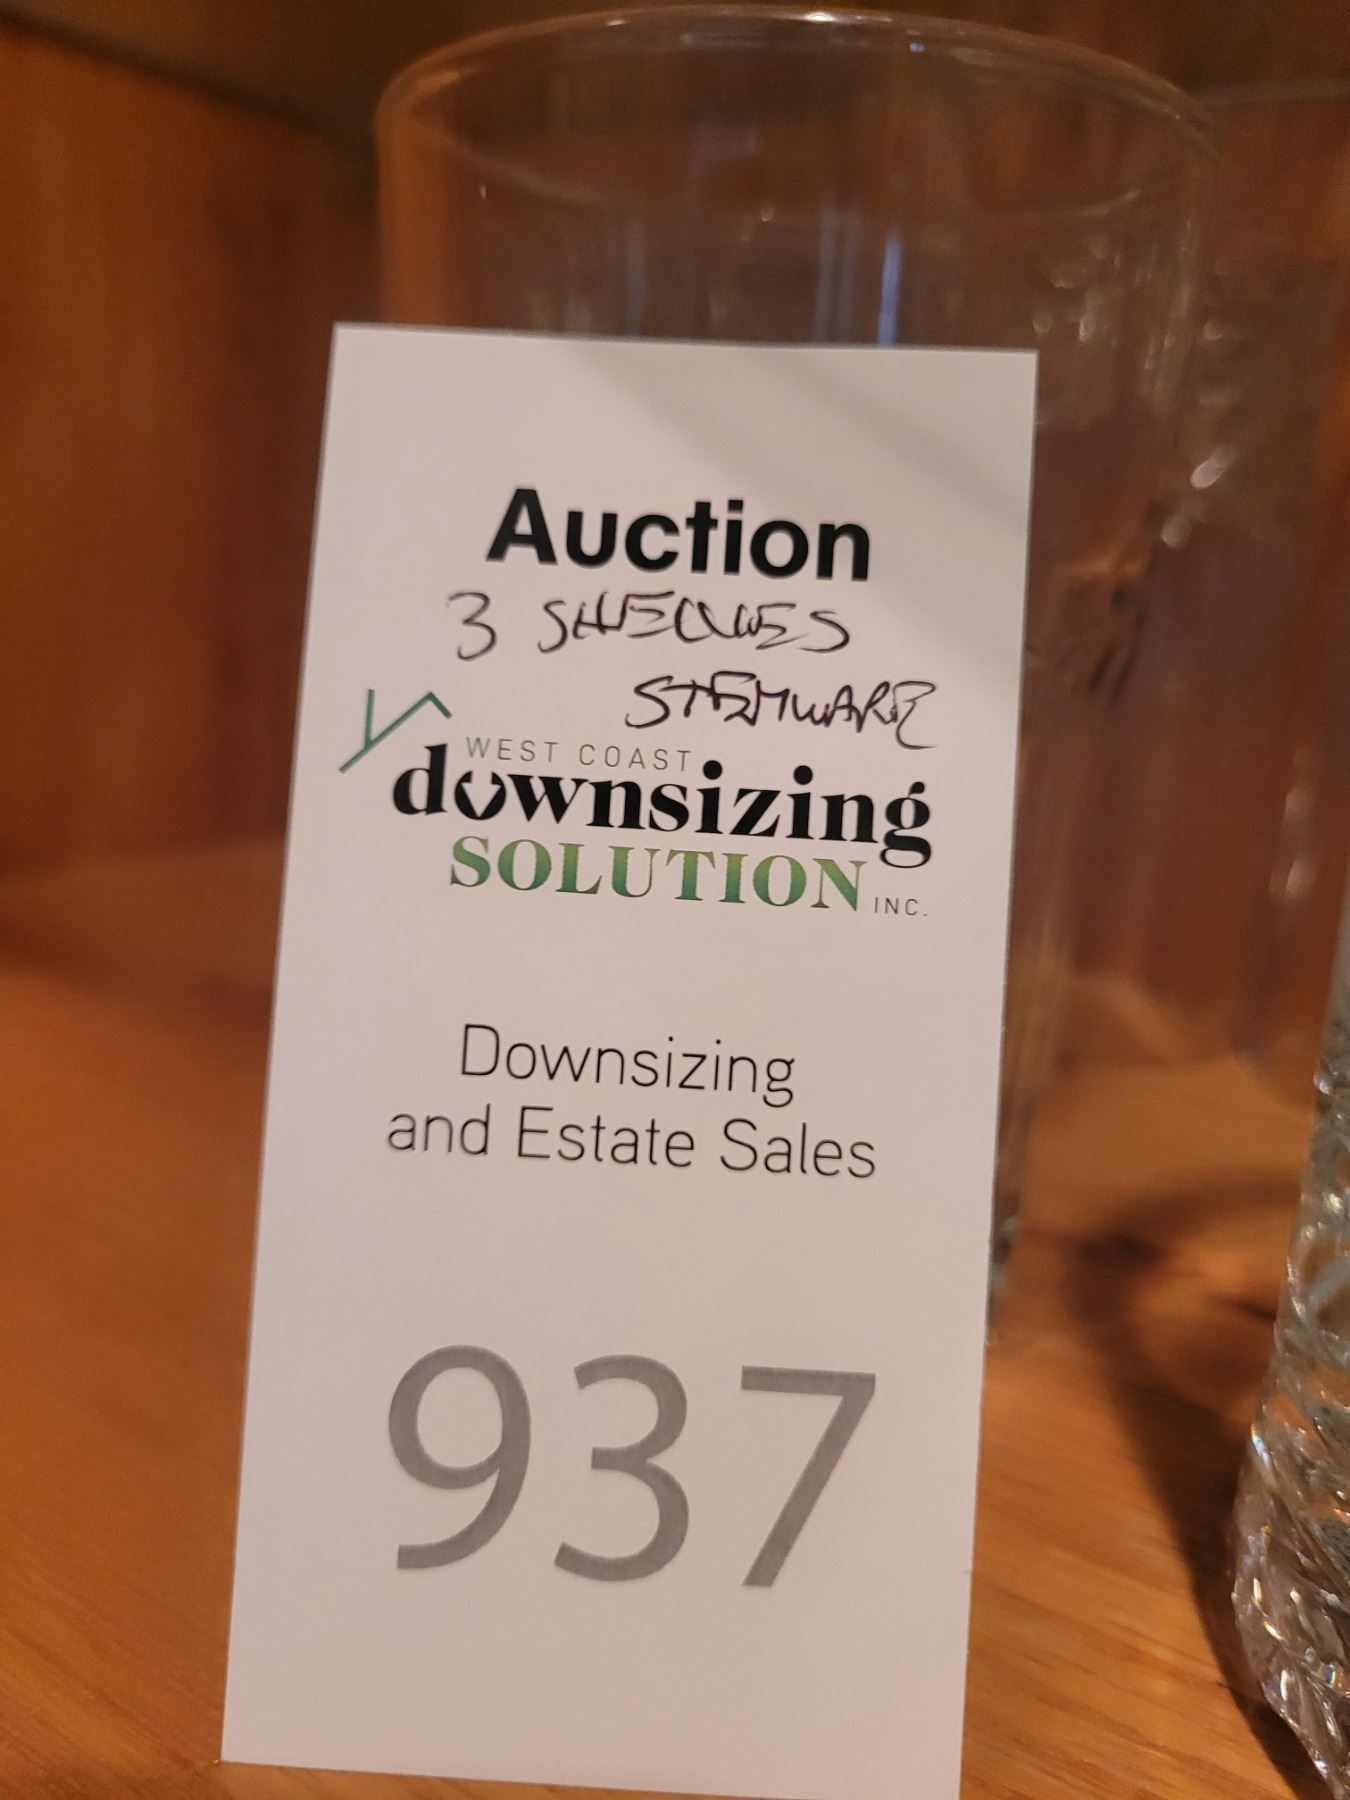 Auction
3 SHELVES
STEMWARE
WEST COAST
downsizing
SOLUTION INC.
Downsizing
and Estate Sales
937